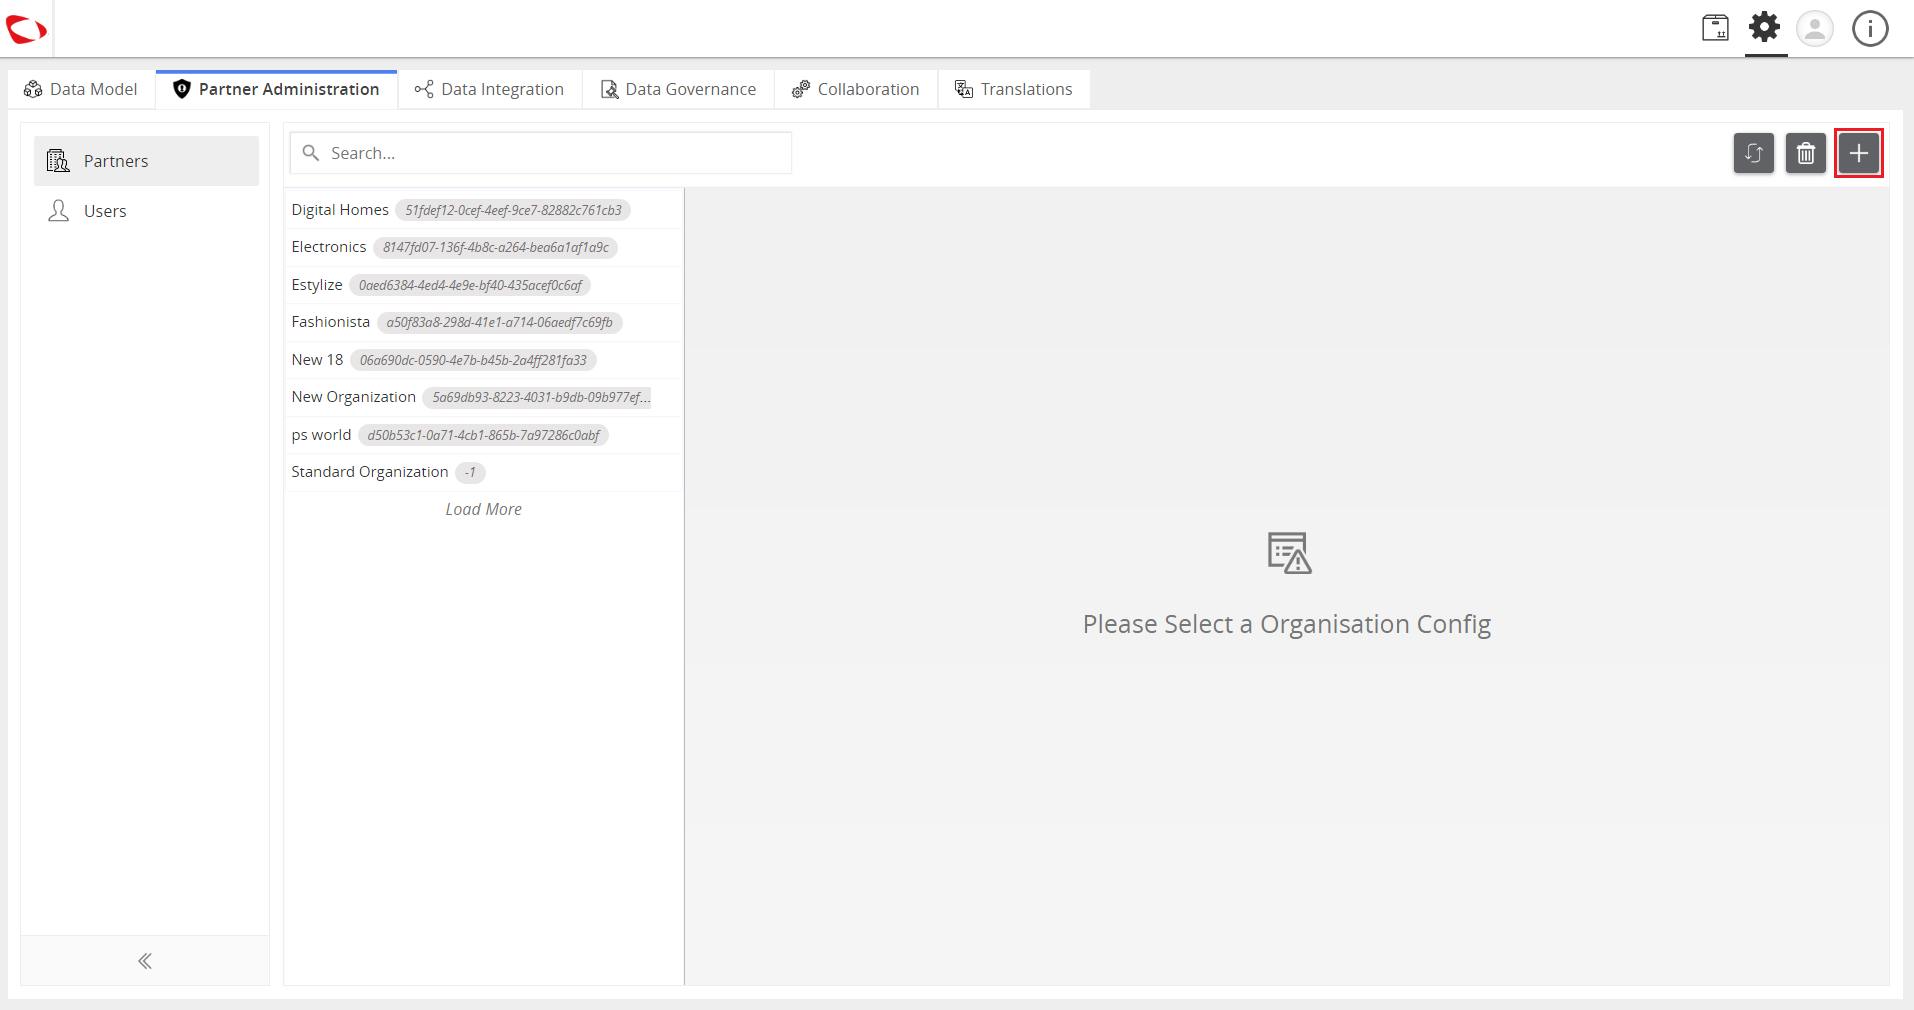 Data Model
Partner Administration
Data Integration
Data Governance
Collaboration
Translations
Partners
Users
Search...
Digital Homes 51fdef12-0cef-4eef-9ce7-82882c761cb3
Electronics 8147fd07-136f-4b8c-a264-bea6a1af1a9c
Estylize 0aed6384-4ed4-4e9e-bf40-435acef0c6af
Fashionista a50f83a8-298d-41e1-a714-06aedf7c69fb
New 18 06a690dc-0590-4e7b-b45b-2a4ff281fa33
New Organization 5a69db93-8223-4031-b9db-09b977ef...
ps world d50b53c1-0a71-4cb1-865b-7a97286c0abf
Standard Organization -1
Load More
Please Select a Organisation Config